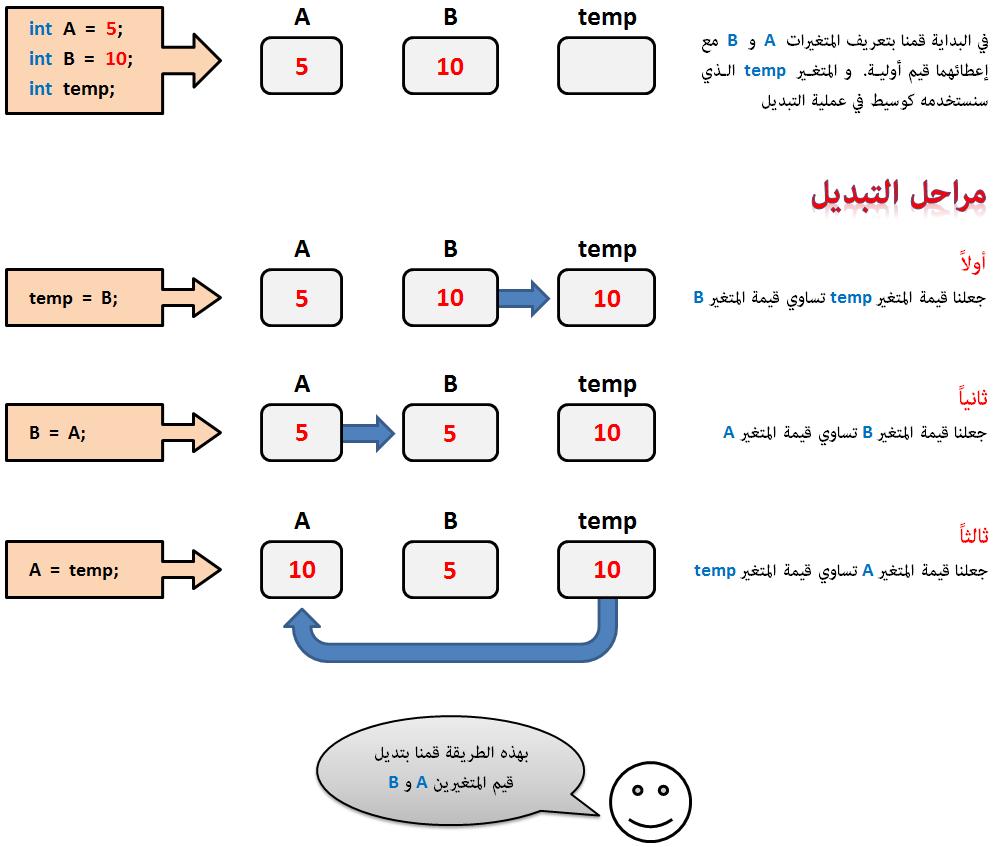 int A = 5;
int B = 10;
int temp;
A B temp
5 10
في البداية قمنا بتعريف المتغيرات A و B مع
إعطائهما قيم أولية. و المتغير temp الذي
سنستخدمه كوسيط في عملية التبديل
مراحل التبديل
A B temp
temp = B;
5 10 10
أولاً
جعلنا قيمة المتغير temp تساوي قيمة المتغير B
A B temp
B = A;
5 5 10
ثانياً
جعلنا قيمة المتغير B تساوي قيمة المتغير A
A B temp
A = temp;
10 5 10
ثالثاً
جعلنا قيمة المتغير A تساوي قيمة المتغير temp
بهذه الطريقة قمنا بتديل
قيم المتغيرين A و B